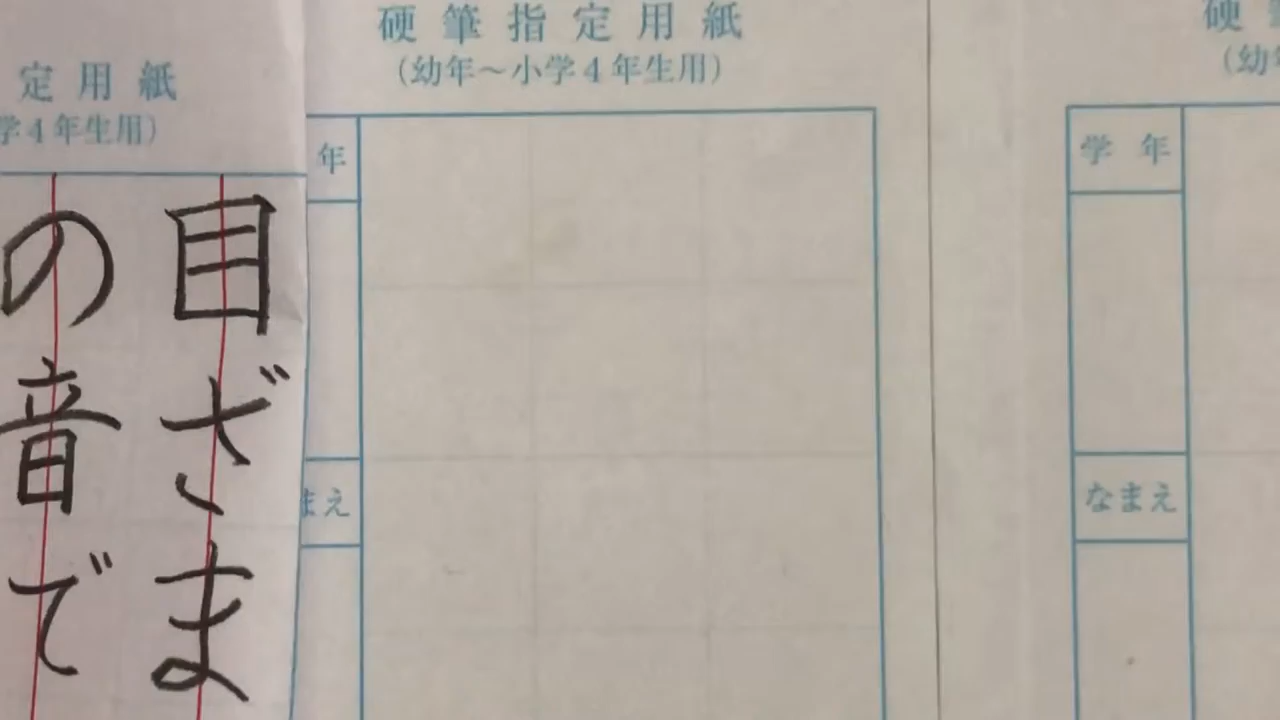 硬筆指定用紙
(幼年～小学4年生用)
定用紙
学4年生用)
目ざま
の音で
年
まえ
硬筆
(幼年
学年
なまえ